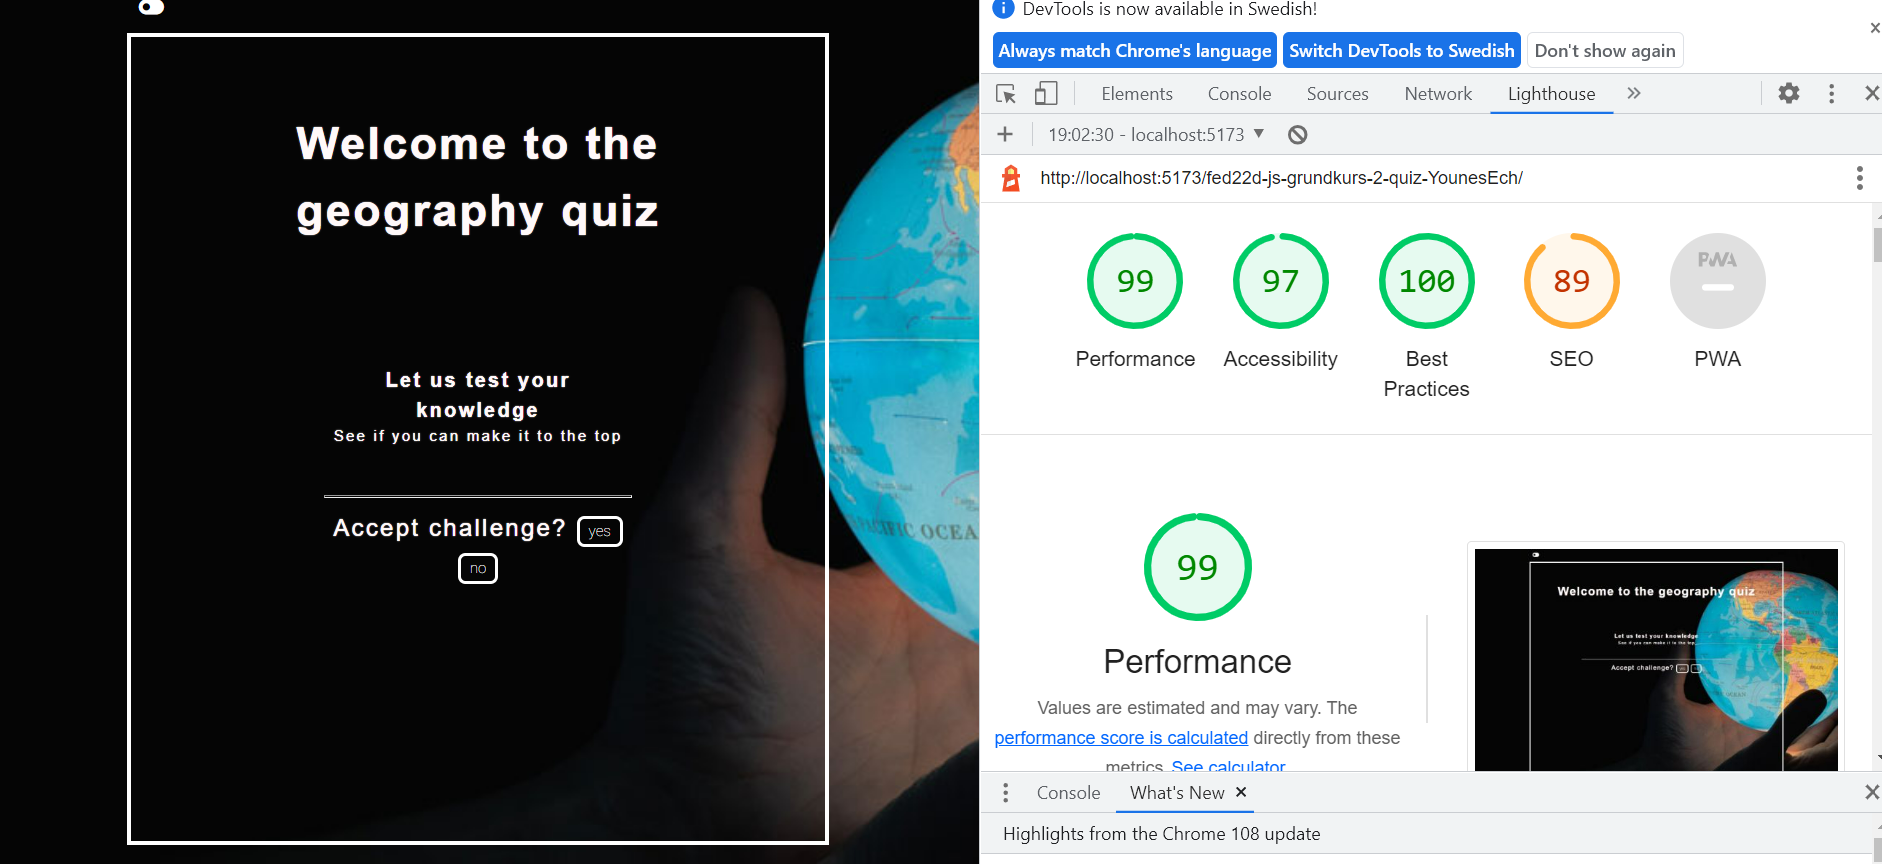 Welcome to the
geography quiz
Let us test your
knowledge
See if you can make it to the top
Accept challenge? yes
no
PACIFIC OCEA
DevTools is now available in Swedish!
Always match Chrome's language
Switch DevTools to Swedish
Don't show again
Elements
Console
Sources
Network
Lighthouse
19:02:30 - localhost:5173
http://localhost:5173/fed22d-js-grundkurs-2-quiz-YounesEch/
99
97
100
89
PWA
Performance
Accessibility
Best
Practices
SEO
PWA
99
Performance
Values are estimated and may vary. The
performance score is calculated directly from these
metrics. See calculator.
Welcome to the geography quiz
Let us test your knowledge
See if you can make it to the top
Accept challenge?
Console
What's New
Highlights from the Chrome 108 update